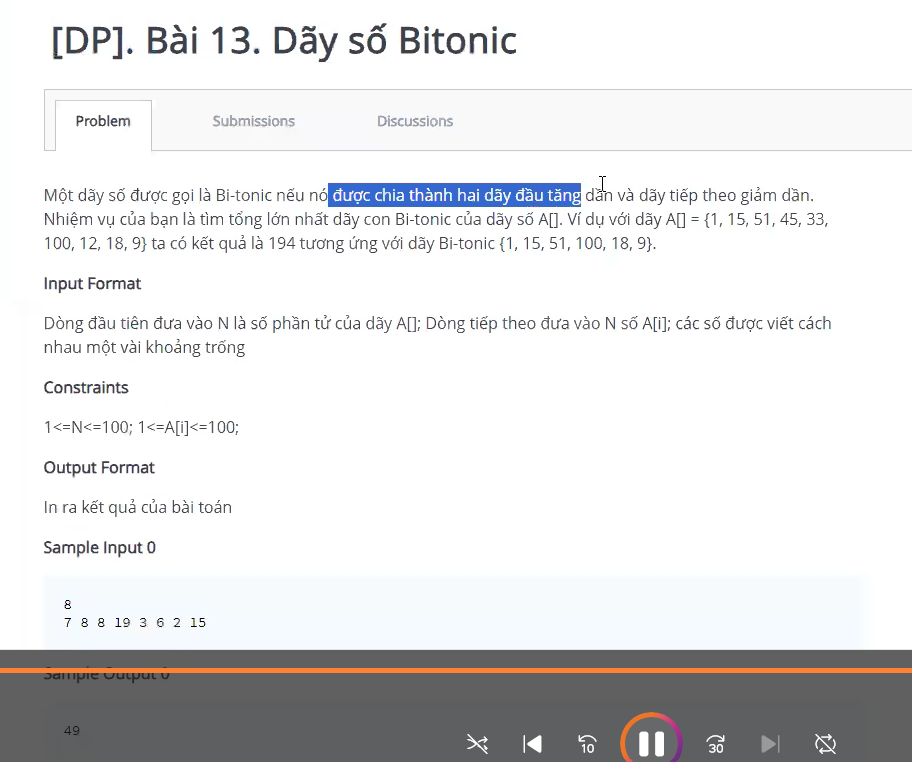 [DP]. Bài 13. Dãy số Bitonic
Problem
Submissions
Discussions
Một dãy số được gọi là Bi-tonic nếu nó được chia thành hai dãy đầu tăng dần và dãy tiếp theo giảm dần.
Nhiệm vụ của bạn là tìm tổng lớn nhất dãy con Bi-tonic của dãy số A[]. Ví dụ với dãy A[] = {1, 15, 51, 45, 33,
100, 12, 18, 9} ta có kết quả là 194 tương ứng với dãy Bi-tonic {1, 15, 51, 100, 18, 9}.
Input Format
Dòng đầu tiên đưa vào N là số phần tử của dãy A[]; Dòng tiếp theo đưa vào N số A[i]; các số được viết cách
nhau một vài khoảng trống
Constraints
1<=N<=100; 1<=A[i]<=100;
Output Format
In ra kết quả của bài toán
Sample Input 0
8
7 8 8 19 3 6 2 15
Sample Output 0
49
10
30